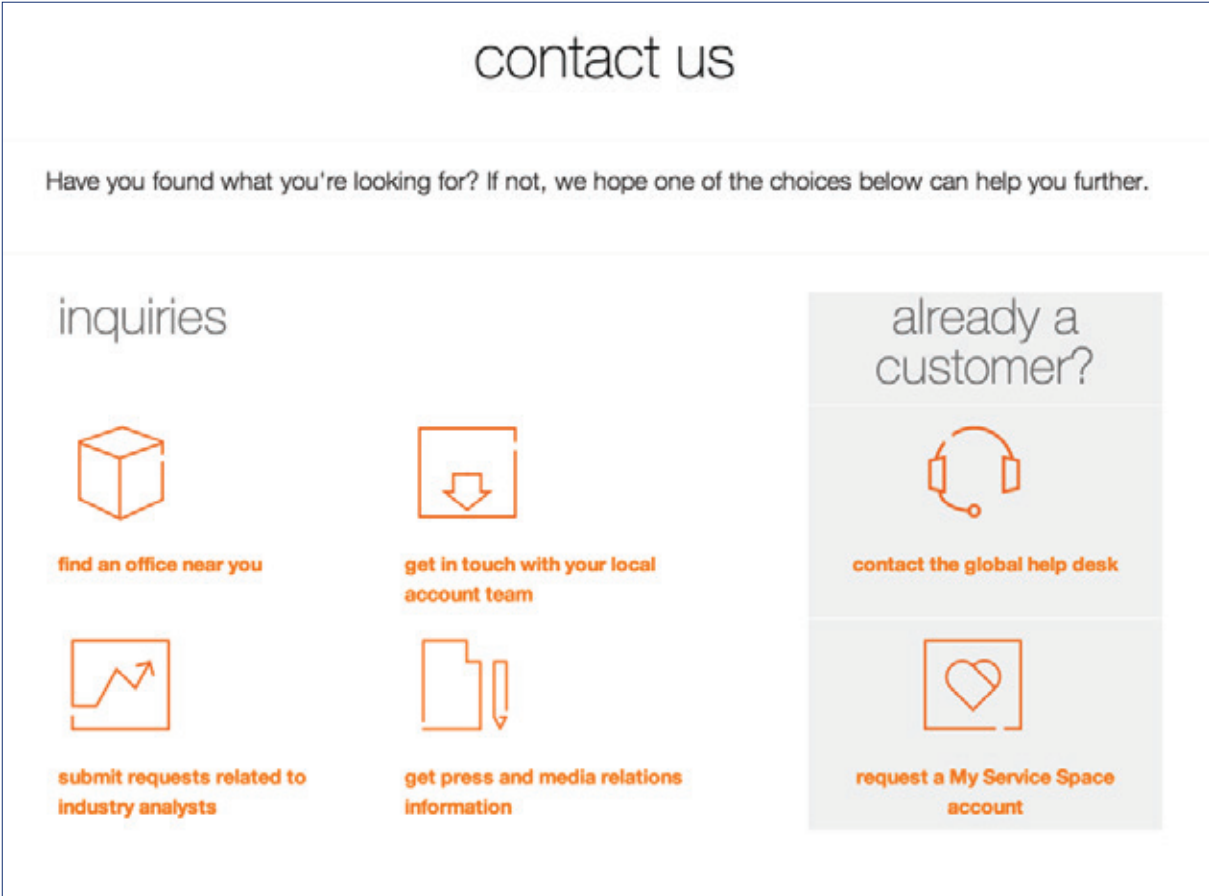 contact us
Have you found what you're looking for? If not, we hope one of the choices below can help you further.
inquiries
find an office near you
get in touch with your local
account team
submit requests related to
industry analysts
get press and media relations
information
already a
customer?
contact the global help desk
request a My Service Space
account